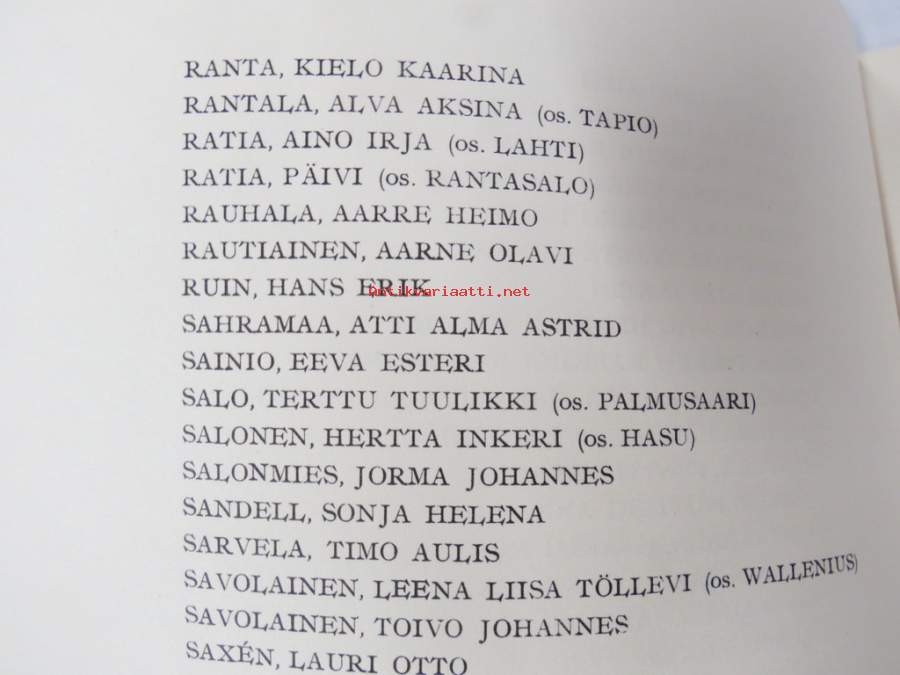 RANTA, KIELO KAARINA
RANTALA, ALVA AKSINA (os. TAPIO)
RATIA, AINO IRJA (os. LAHTI)
RATIA, PÄIVI (os. RANTASALO)
RAUHALA, AARRE HEIMO
RAUTIAINEN, AARNE OLAVI
RUIN, HANS ERIK
antikvariaatti.net
SAHRAMAA, ATTI ALMA ASTRID
SAINIO, EEVA ESTERI
SALO, TERTTU TUULIKKI (os. PALMUSAARI)
SALONEN, HERTTA INKERI (os. HASU)
SALONMIES, JORMA JOHANNES
SANDELL, SONJA HELENA
SARVELA, TIMO AULIS
SAVOLAINEN, LEENA LIISA TÖLLEVI (os. WALLENIUS)
SAVOLAINEN, TOIVO JOHANNES
SAXÉN, LAURI OTTO